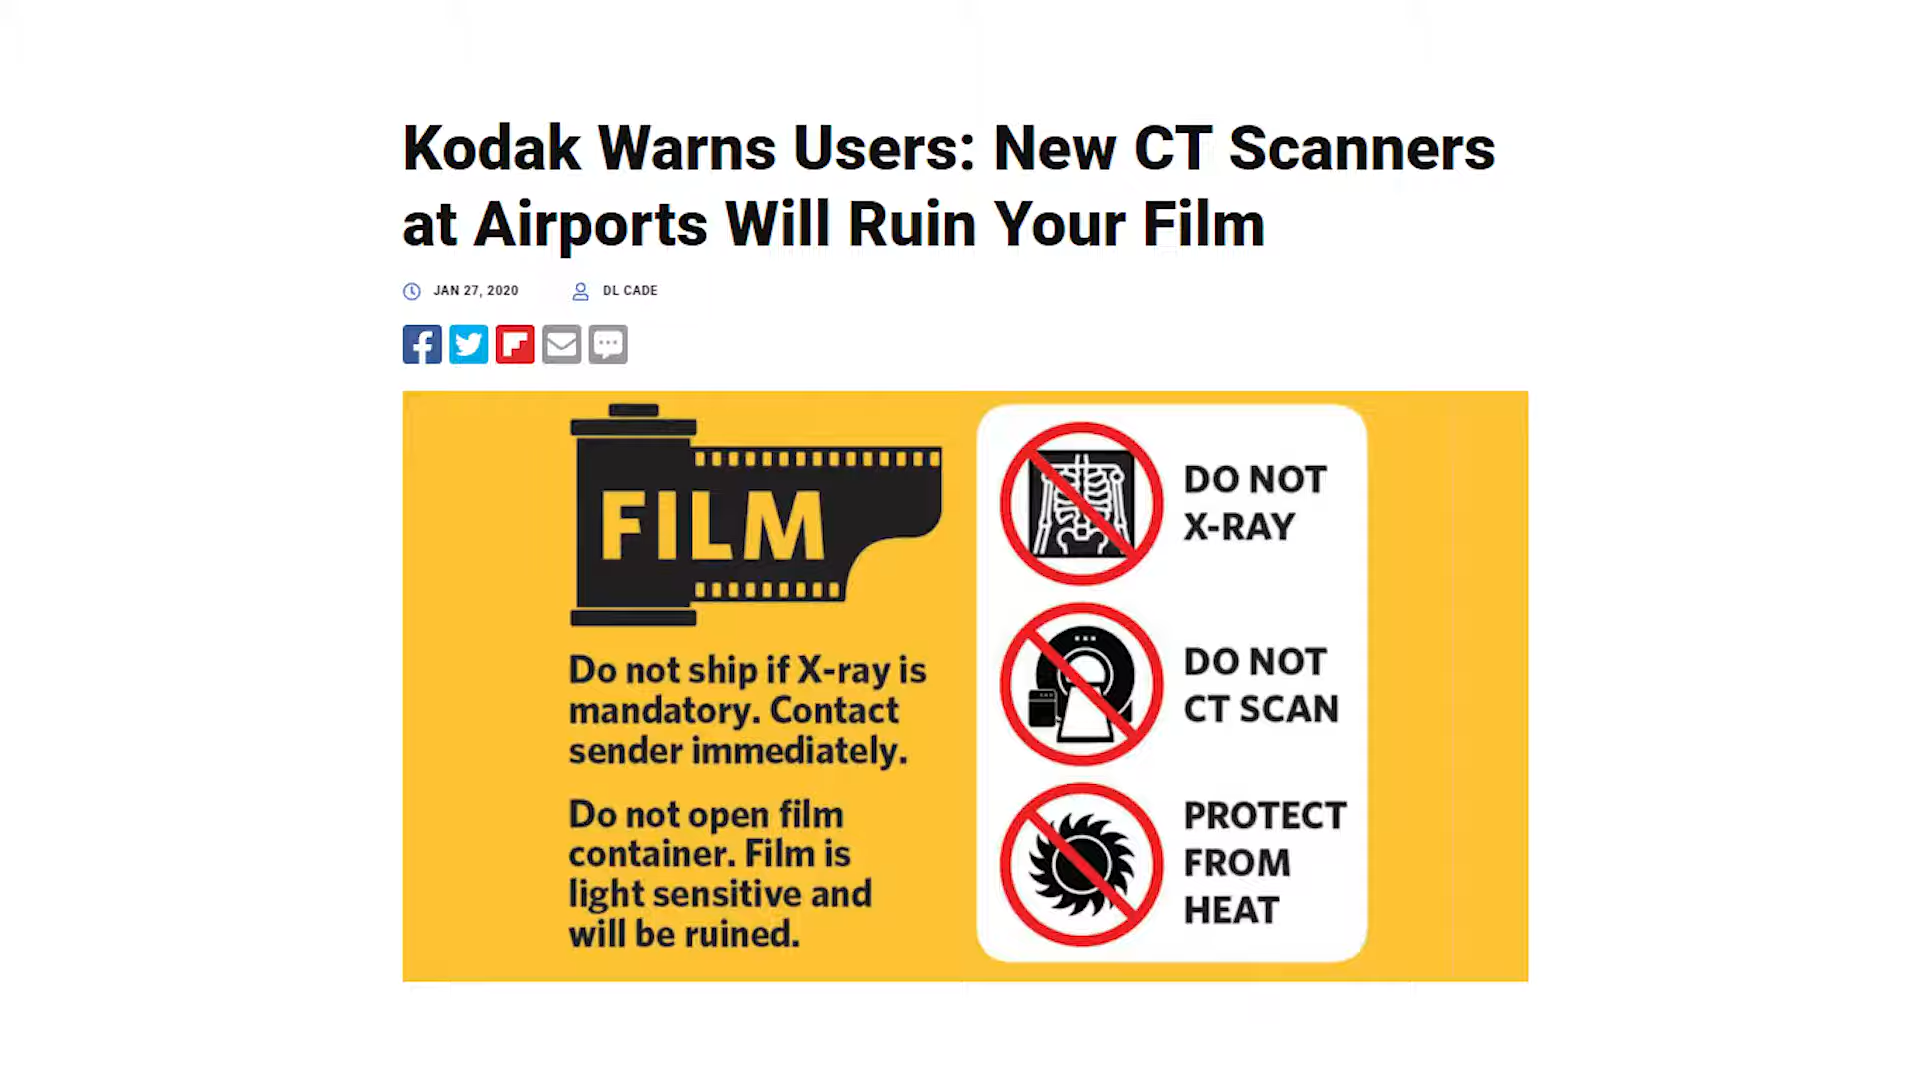 Kodak Warns Users: New CT Scanners
at Airports Will Ruin Your Film
JAN 27, 2020 DL CADE
FILM
Do not ship if X-ray is
mandatory. Contact
sender immediately.
Do not open film
container. Film is
light sensitive and
will be ruined.
DO NOT
X-RAY
DO NOT
CT SCAN
PROTECT
FROM
HEAT